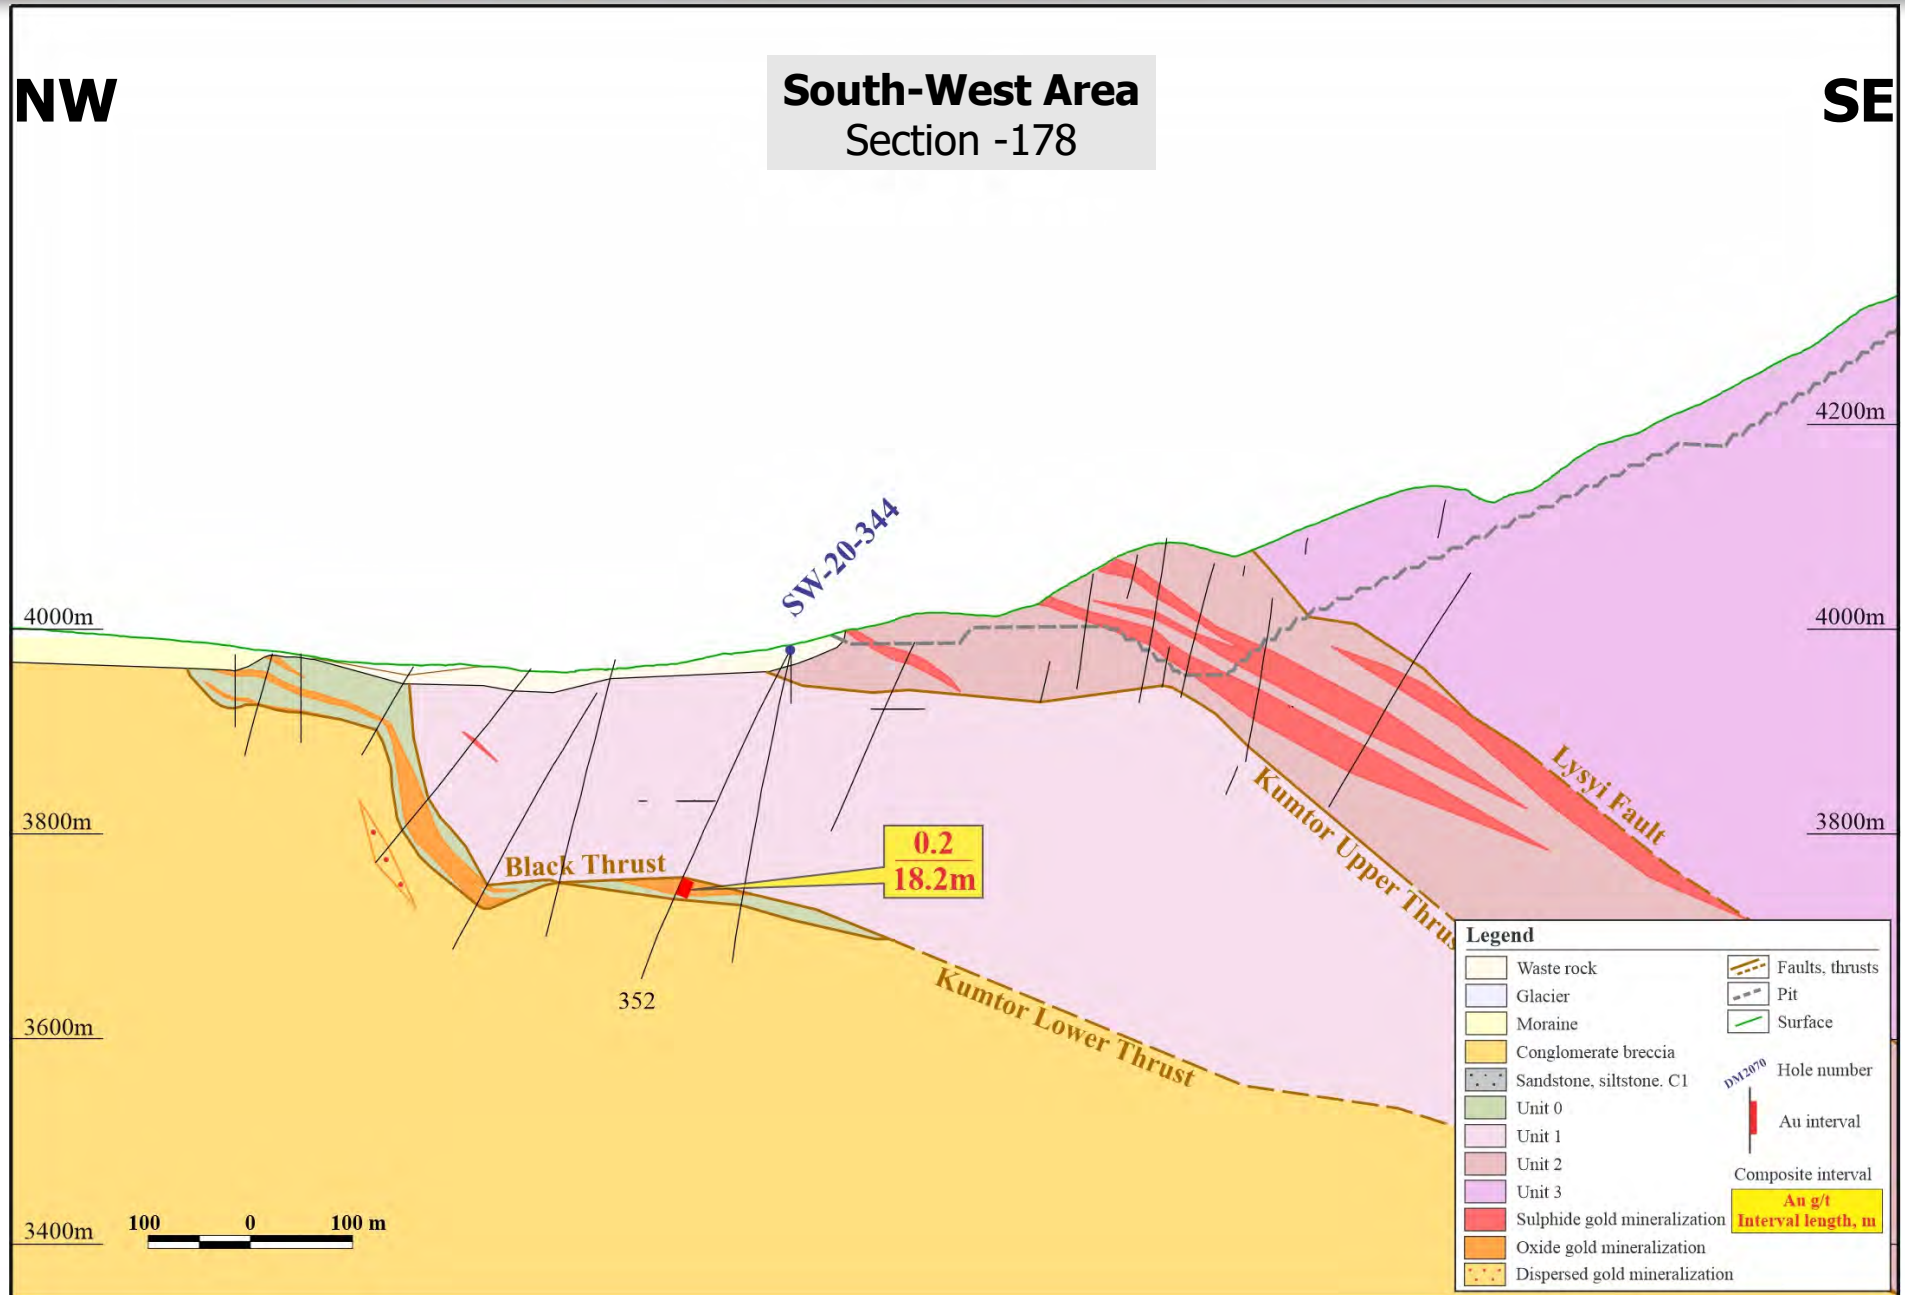 NW
South-West Area
Section -178
SE
4200m
SW-20-344
4000m
4000m
3800m
3800m
Lysyi Fault
Kumtor Upper Thrus
Black Thrust
0.2
18.2m
352
Kumtor Lower Thrust
3600m
3400m
100 0 100 m
Legend
Waste rock
Glacier
Moraine
Conglomerate breccia
Sandstone, siltstone. C1
Unit 0
Unit 1
Unit 2
Unit 3
Sulphide gold mineralization
Oxide gold mineralization
Dispersed gold mineralization
Faults, thrusts
Pit
Surface
DM2070 Hole number
Au interval
Composite interval
Au g/t
Interval length, m